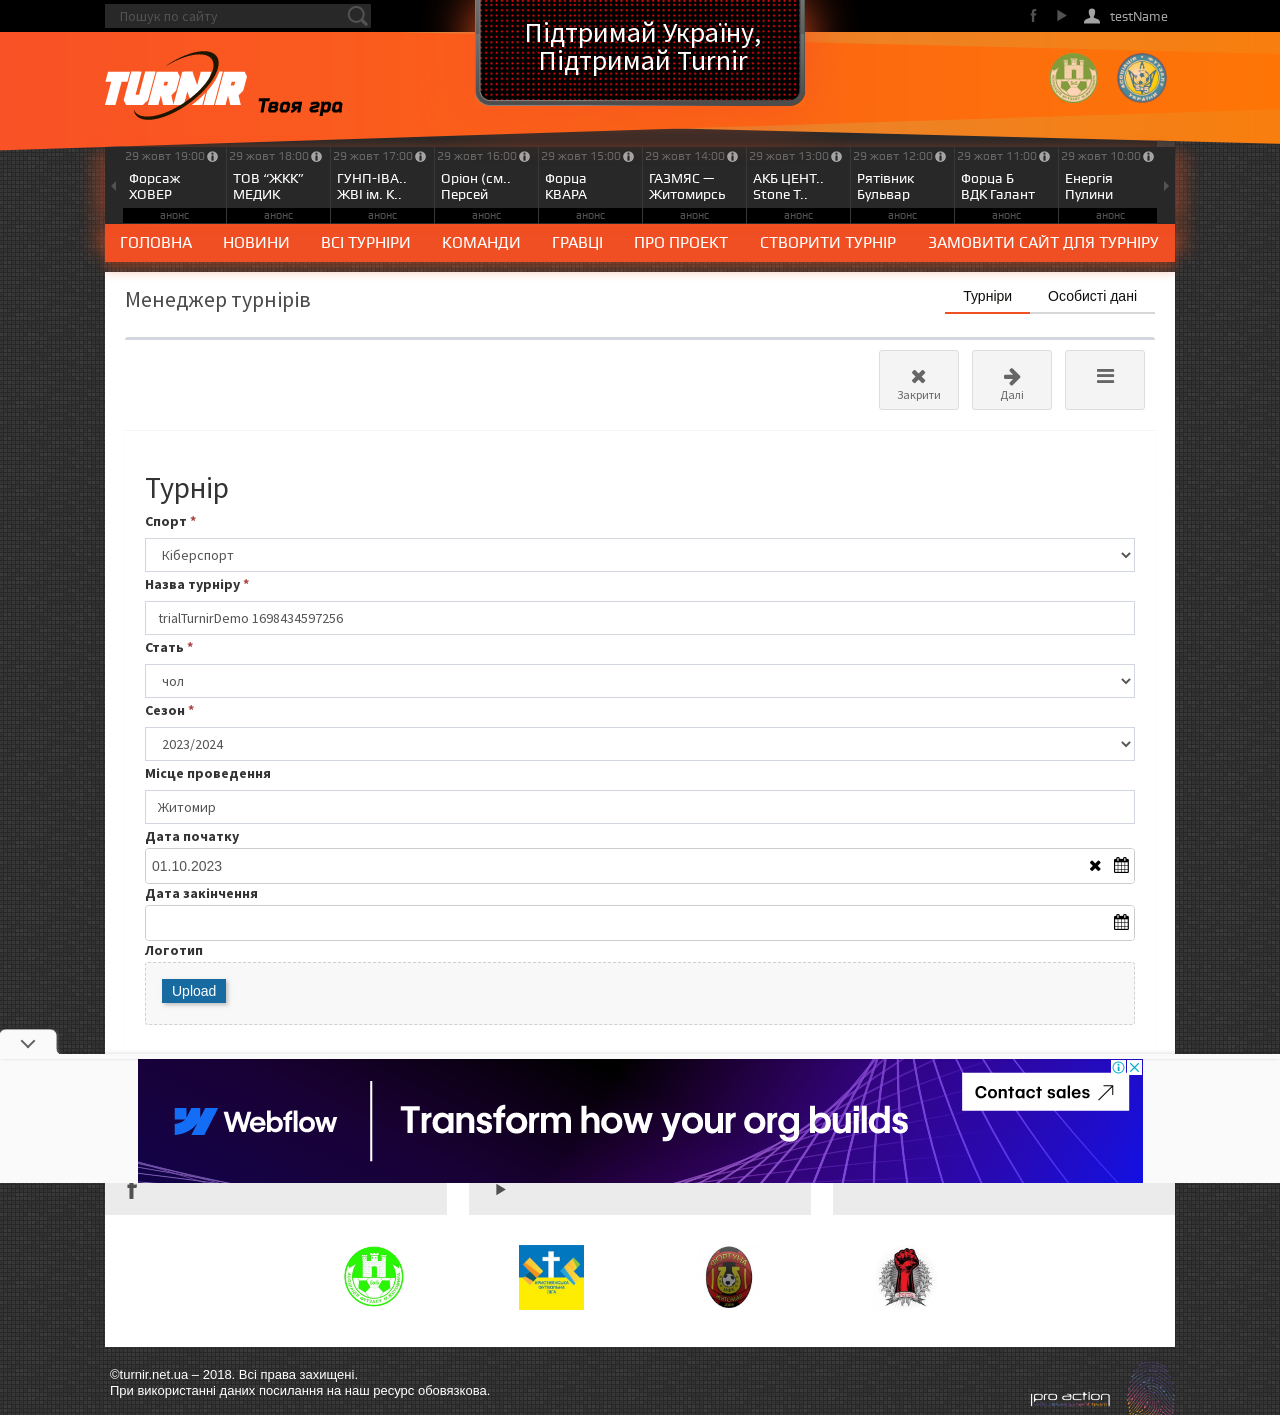 Пошук по сайту
testName
Підтримай Україну,
Підтримай Turnir
TURNIR
Твоя гра
29 жовт 19:00 29 жовт 18:00 29 жовт 17:00 29 жовт 16:00 29 жовт 15:00 29 жовт 14:00 29 жовт 13:00 29 жовт 12:00 29 жовт 11:00 29 жовт 10:00
Форсаж ТОВ “ЖКК” ГУНП-ІВА.. Оріон (см.. Форца ГАЗМЯС — АКБ ЦЕНТ.. Рятівник Форца Б Енергія
ХОВЕР МЕДИК ЖВІ ім. К.. Персей КВАРА Житомирсь Stone T.. Бульвар ВДК Галант Пулини
анонс анонс анонс анонс анонс анонс анонс анонс анонс анонс
ГОЛОВНА НОВИНИ ВСІ ТУРНІРИ КОМАНДИ ГРАВЦІ ПРО ПРОЕКТ СТВОРИТИ ТУРНІР ЗАМОВИТИ САЙТ ДЛЯ ТУРНІРУ
Менеджер турнірів
Турніри Особисті дані
Закрити Далі
Турнір
Спорт *
Кіберспорт
Назва турніру *
trialTurnirDemo 1698434597256
Стать *
чол
Сезон *
2023/2024
Місце проведення
Житомир
Дата початку
01.10.2023
Дата закінчення
Логотип
Upload
Webflow
Transform how your org builds
Contact sales
©turnir.net.ua – 2018. Всі права захищені.
При використанні даних посилання на наш ресурс обовязкова.
pro action